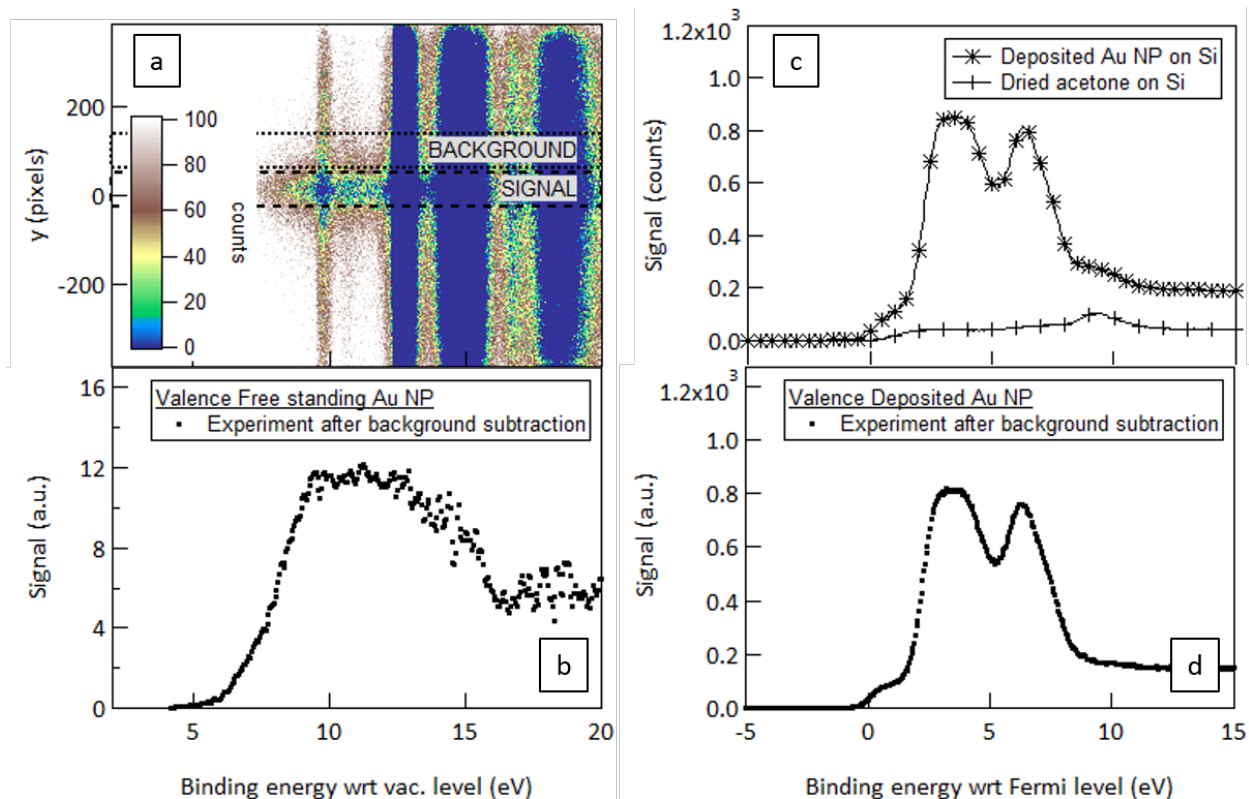 a
y (pixels)
200
0
-200
100
80
60
40
20
0
counts
BACKGROUND
SIGNAL
c
Signal (counts)
1.2x10³
1.0
0.8
0.6
0.4
0.2
0.0
Deposited Au NP on Si
Dried acetone on Si
0
5
10
15
Signal (a.u.)
16
12
8
4
0
Valence Free standing Au NP
Experiment after background subtraction
b
5
10
15
20
Binding energy wrt vac. level (eV)
Signal (a.u.)
1.2x10³
1.0
0.8
0.6
0.4
0.2
0.0
Valence Deposited Au NP
Experiment after background subtraction
d
-5
0
5
10
15
Binding energy wrt Fermi level (eV)